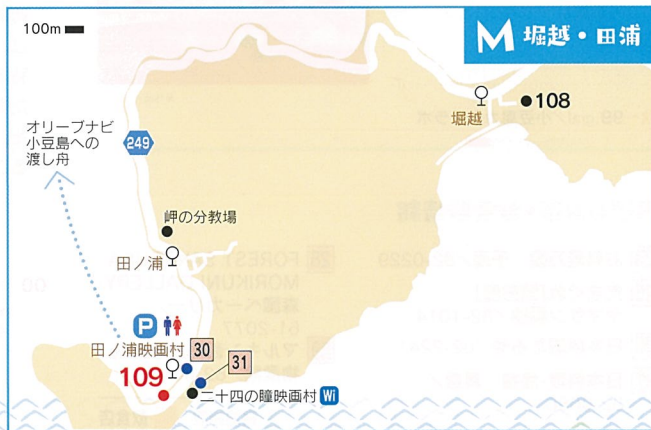 100m
M 堀越・田浦
108
堀越
オリーブナビ
小豆島への
渡し舟
249
岬の分教場
田ノ浦
P
田ノ浦映画村
30
31
109
二十四の瞳映画村 Wi